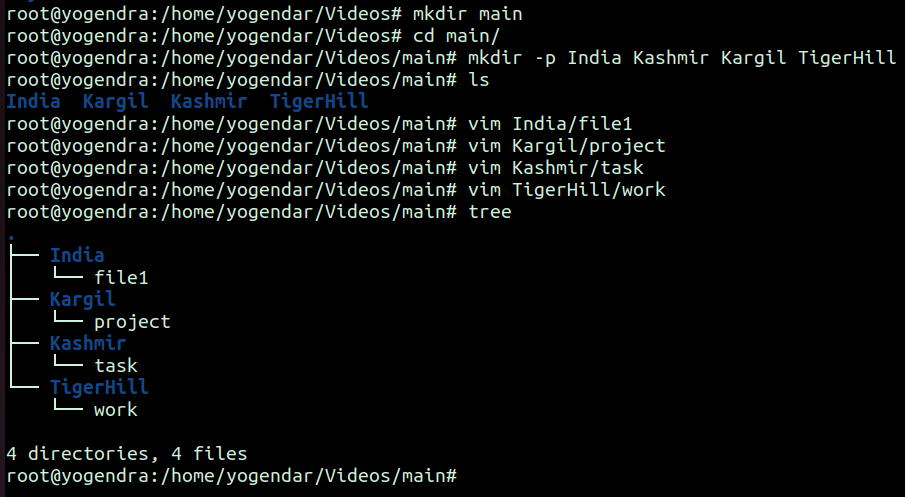 root@yogendra:/home/yogendar/Videos# mkdir main
root@yogendra:/home/yogendar/Videos# cd main/
root@yogendra:/home/yogendar/Videos/main# mkdir -p India Kashmir Kargil TigerHill
root@yogendra:/home/yogendar/Videos/main# ls
India  Kargil  Kashmir  TigerHill
root@yogendra:/home/yogendar/Videos/main# vim India/file1
root@yogendra:/home/yogendar/Videos/main# vim Kargil/project
root@yogendra:/home/yogendar/Videos/main# vim Kashmir/task
root@yogendra:/home/yogendar/Videos/main# vim TigerHill/work
root@yogendra:/home/yogendar/Videos/main# tree
.
├── India
│   └── file1
├── Kargil
│   └── project
├── Kashmir
│   └── task
└── TigerHill
    └── work

4 directories, 4 files
root@yogendra:/home/yogendar/Videos/main#